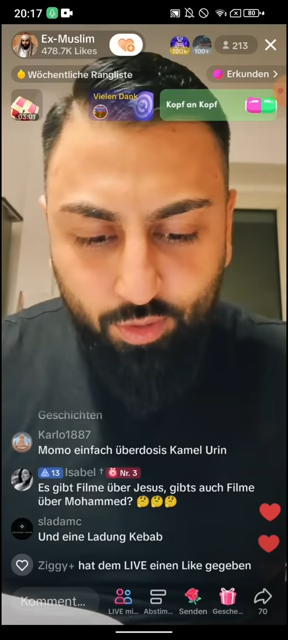 20:17
80
Ex-Muslim
478.7K Likes
100+
100+
213
Wöchentliche Rangliste
Erkunden >
Vielen Dank
03:01
Kopf an Kopf
Geschichten
Karlo1887
Momo einfach überdosis Kamel Urin
13 Isabel † Nr. 3
Es gibt Filme über Jesus, gibts auch Filme
über Mohammed? 🤔🤔🤔
sladamc
Und eine Ladung Kebab
Ziggy+ hat dem LIVE einen Like gegeben
Komment...
LIVE mi...
Abstim...
Senden
Gesche...
70